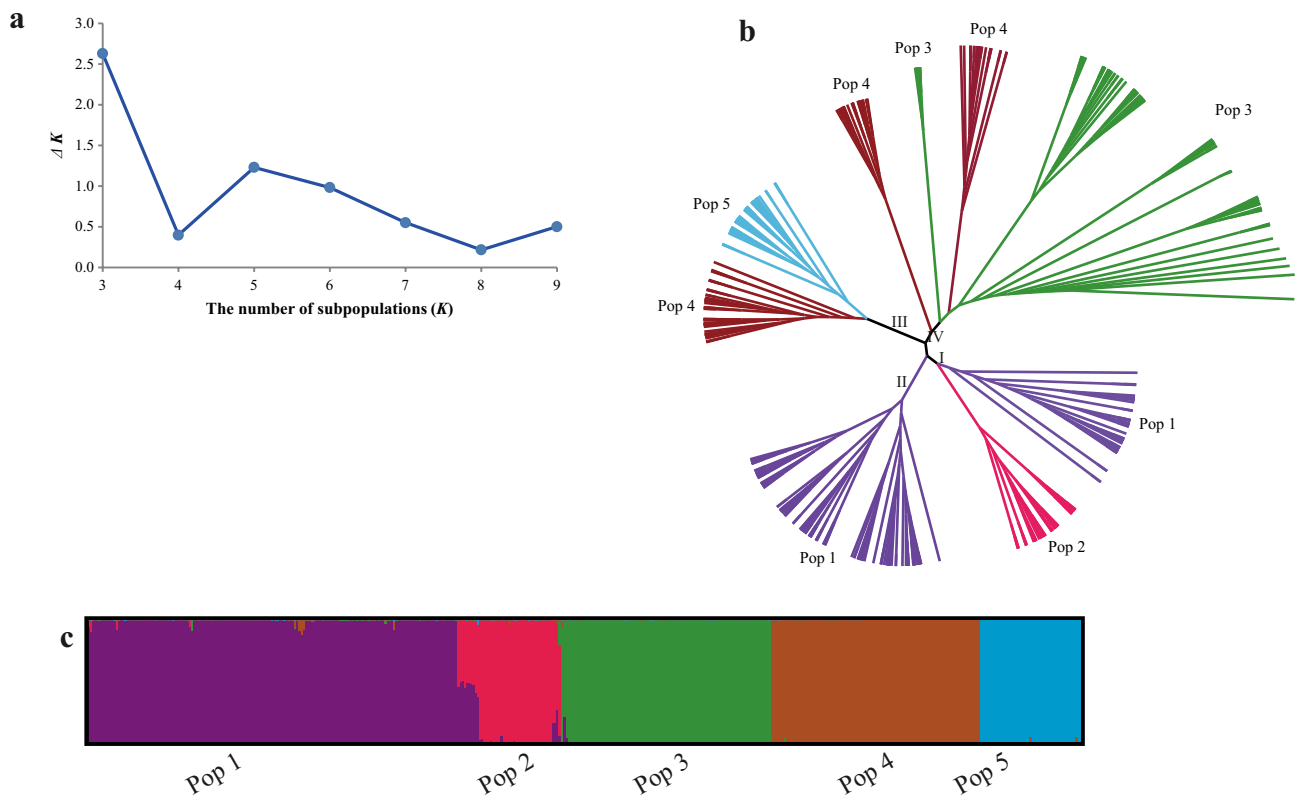 a
3.0
2.5
2.0
1.5
1.0
0.5
0.0
Δ K
3 4 5 6 7 8 9
The number of subpopulations (K)
b
Pop 4
Pop 3
Pop 4
Pop 3
Pop 5
Pop 4
III
IV
I
II
Pop 1
Pop 2
Pop 1
c
Pop 1 Pop 2 Pop 3 Pop 4 Pop 5